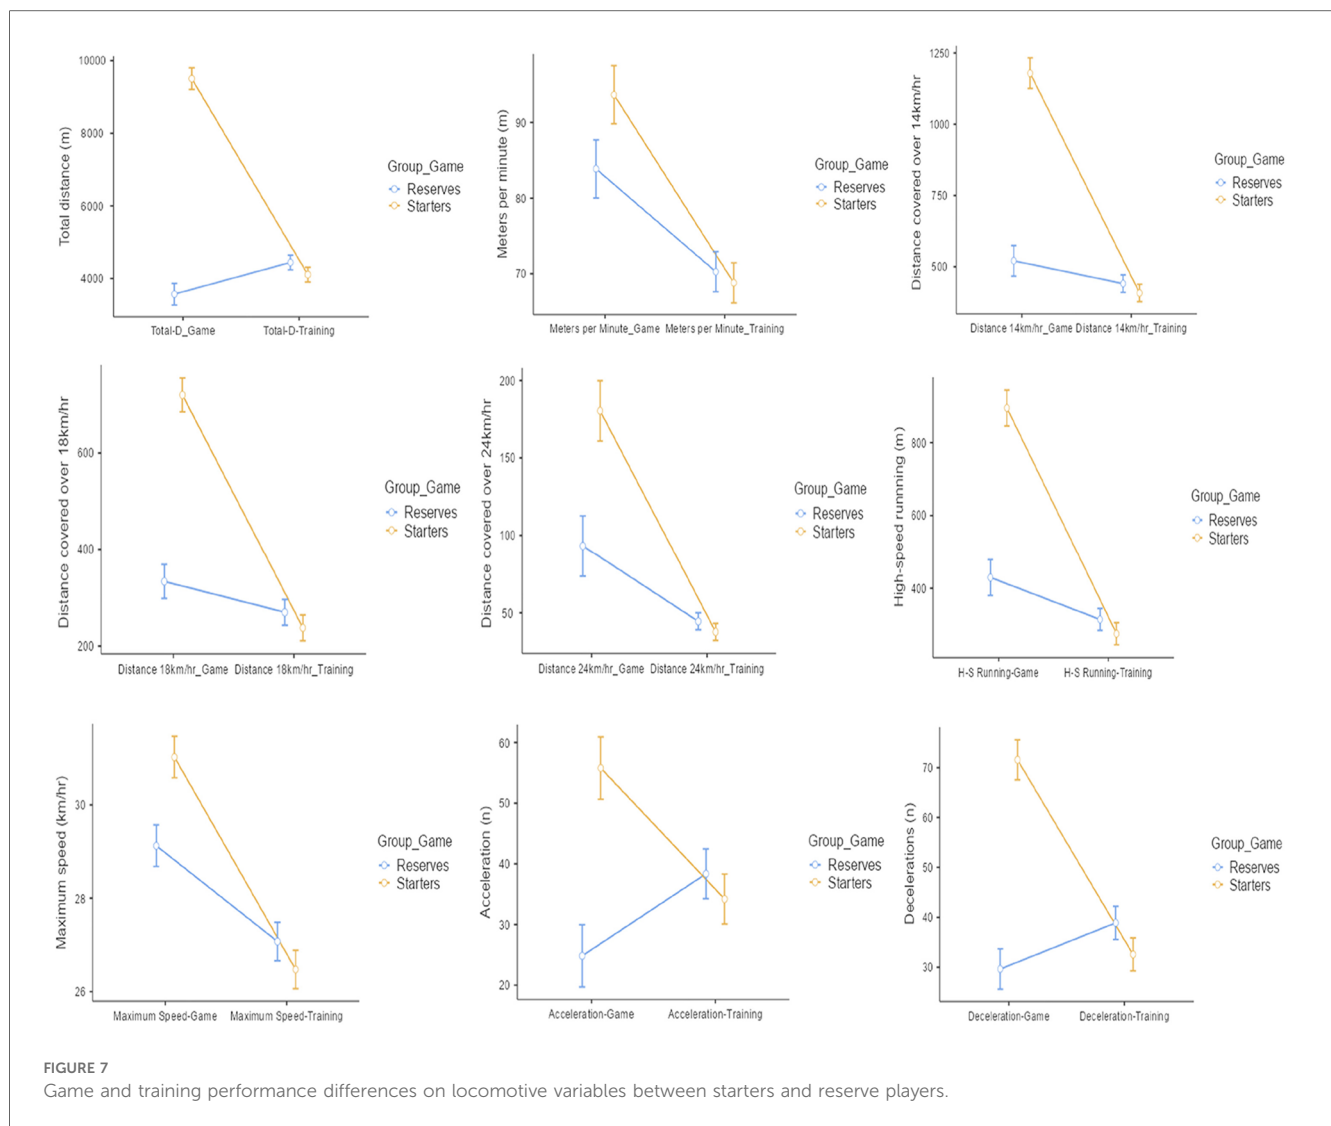 Total distance (m)
10000
8000
6000
4000
Total-D_Game
Total-D-Training
Group_Game
Reserves
Starters
Meters per minute (m)
90
80
70
Meters per Minute_Game
Meters per Minute_Training
Group_Game
Reserves
Starters
Distance covered over 14km/hr
1250
1000
750
500
Distance 14km/hr_Game
Distance 14km/hr_Training
Group_Game
Reserves
Starters
Distance covered over 18km/hr
600
400
200
Distance 18km/hr_Game
Distance 18km/hr_Training
Group_Game
Reserves
Starters
Distance covered over 24km/hr
200
150
100
50
Distance 24km/hr_Game
Distance 24km/hr_Training
Group_Game
Reserves
Starters
High-speed runnning (m)
800
600
400
H-S Running-Game
H-S Running-Training
Group_Game
Reserves
Starters
Maximum speed (km/hr)
30
28
26
Maximum Speed-Game
Maximum Speed-Training
Group_Game
Reserves
Starters
Acceleration (n)
60
50
40
30
20
Acceleration-Game
Acceleration-Training
Group_Game
Reserves
Starters
Decelerations (n)
70
60
50
40
30
Deceleration-Game
Deceleration-Training
Group_Game
Reserves
Starters
FIGURE 7
Game and training performance differences on locomotive variables between starters and reserve players.